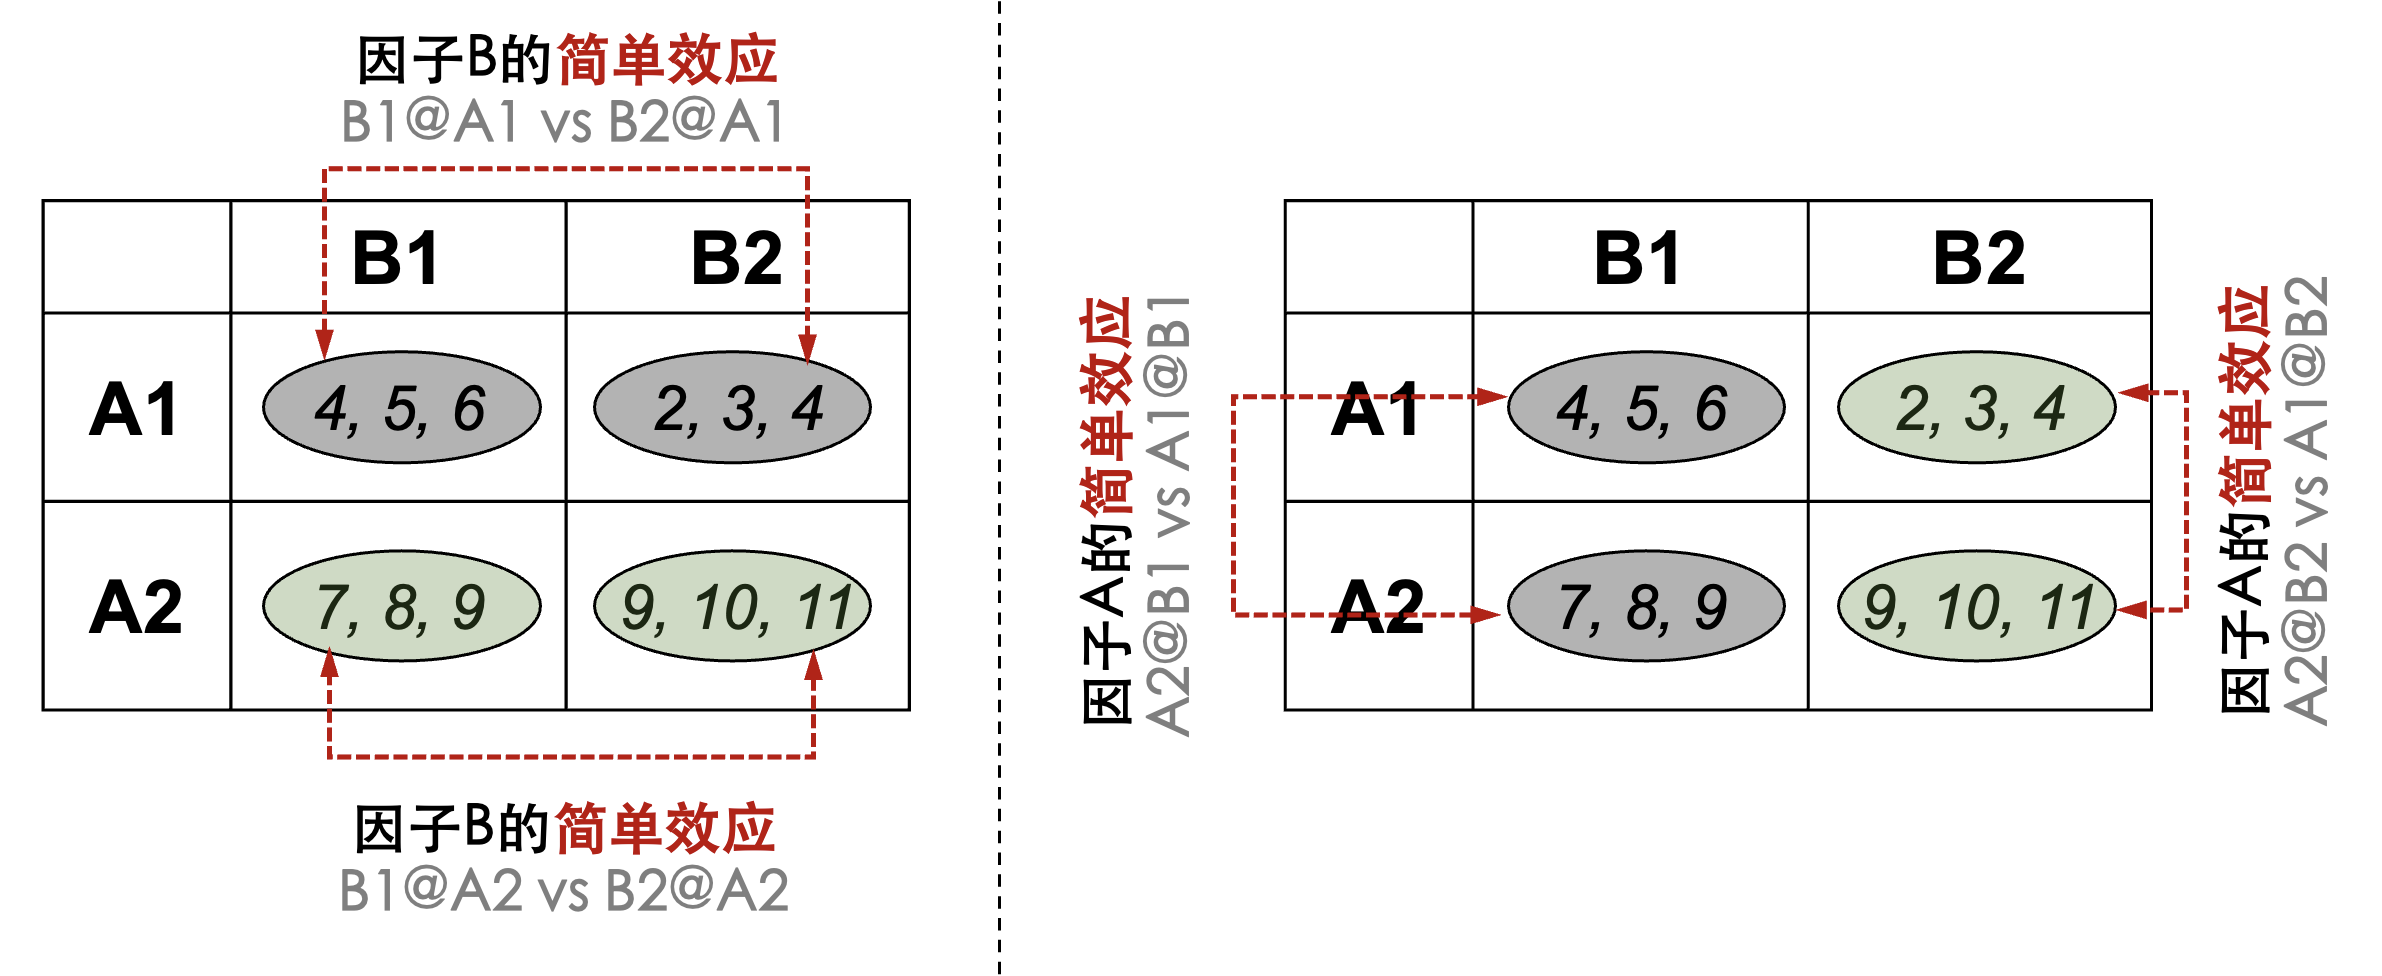 因子B的简单效应
B1@A1 vs B2@A1
B1 B2
A1 4, 5, 6 2, 3, 4
A2 7, 8, 9 9, 10, 11
因子B的简单效应
B1@A2 vs B2@A2
因子A的简单效应
A2@B1 vs A1@B1
B1 B2
A1 4, 5, 6 2, 3, 4
A2 7, 8, 9 9, 10, 11
因子A的简单效应
A2@B2 vs A1@B2